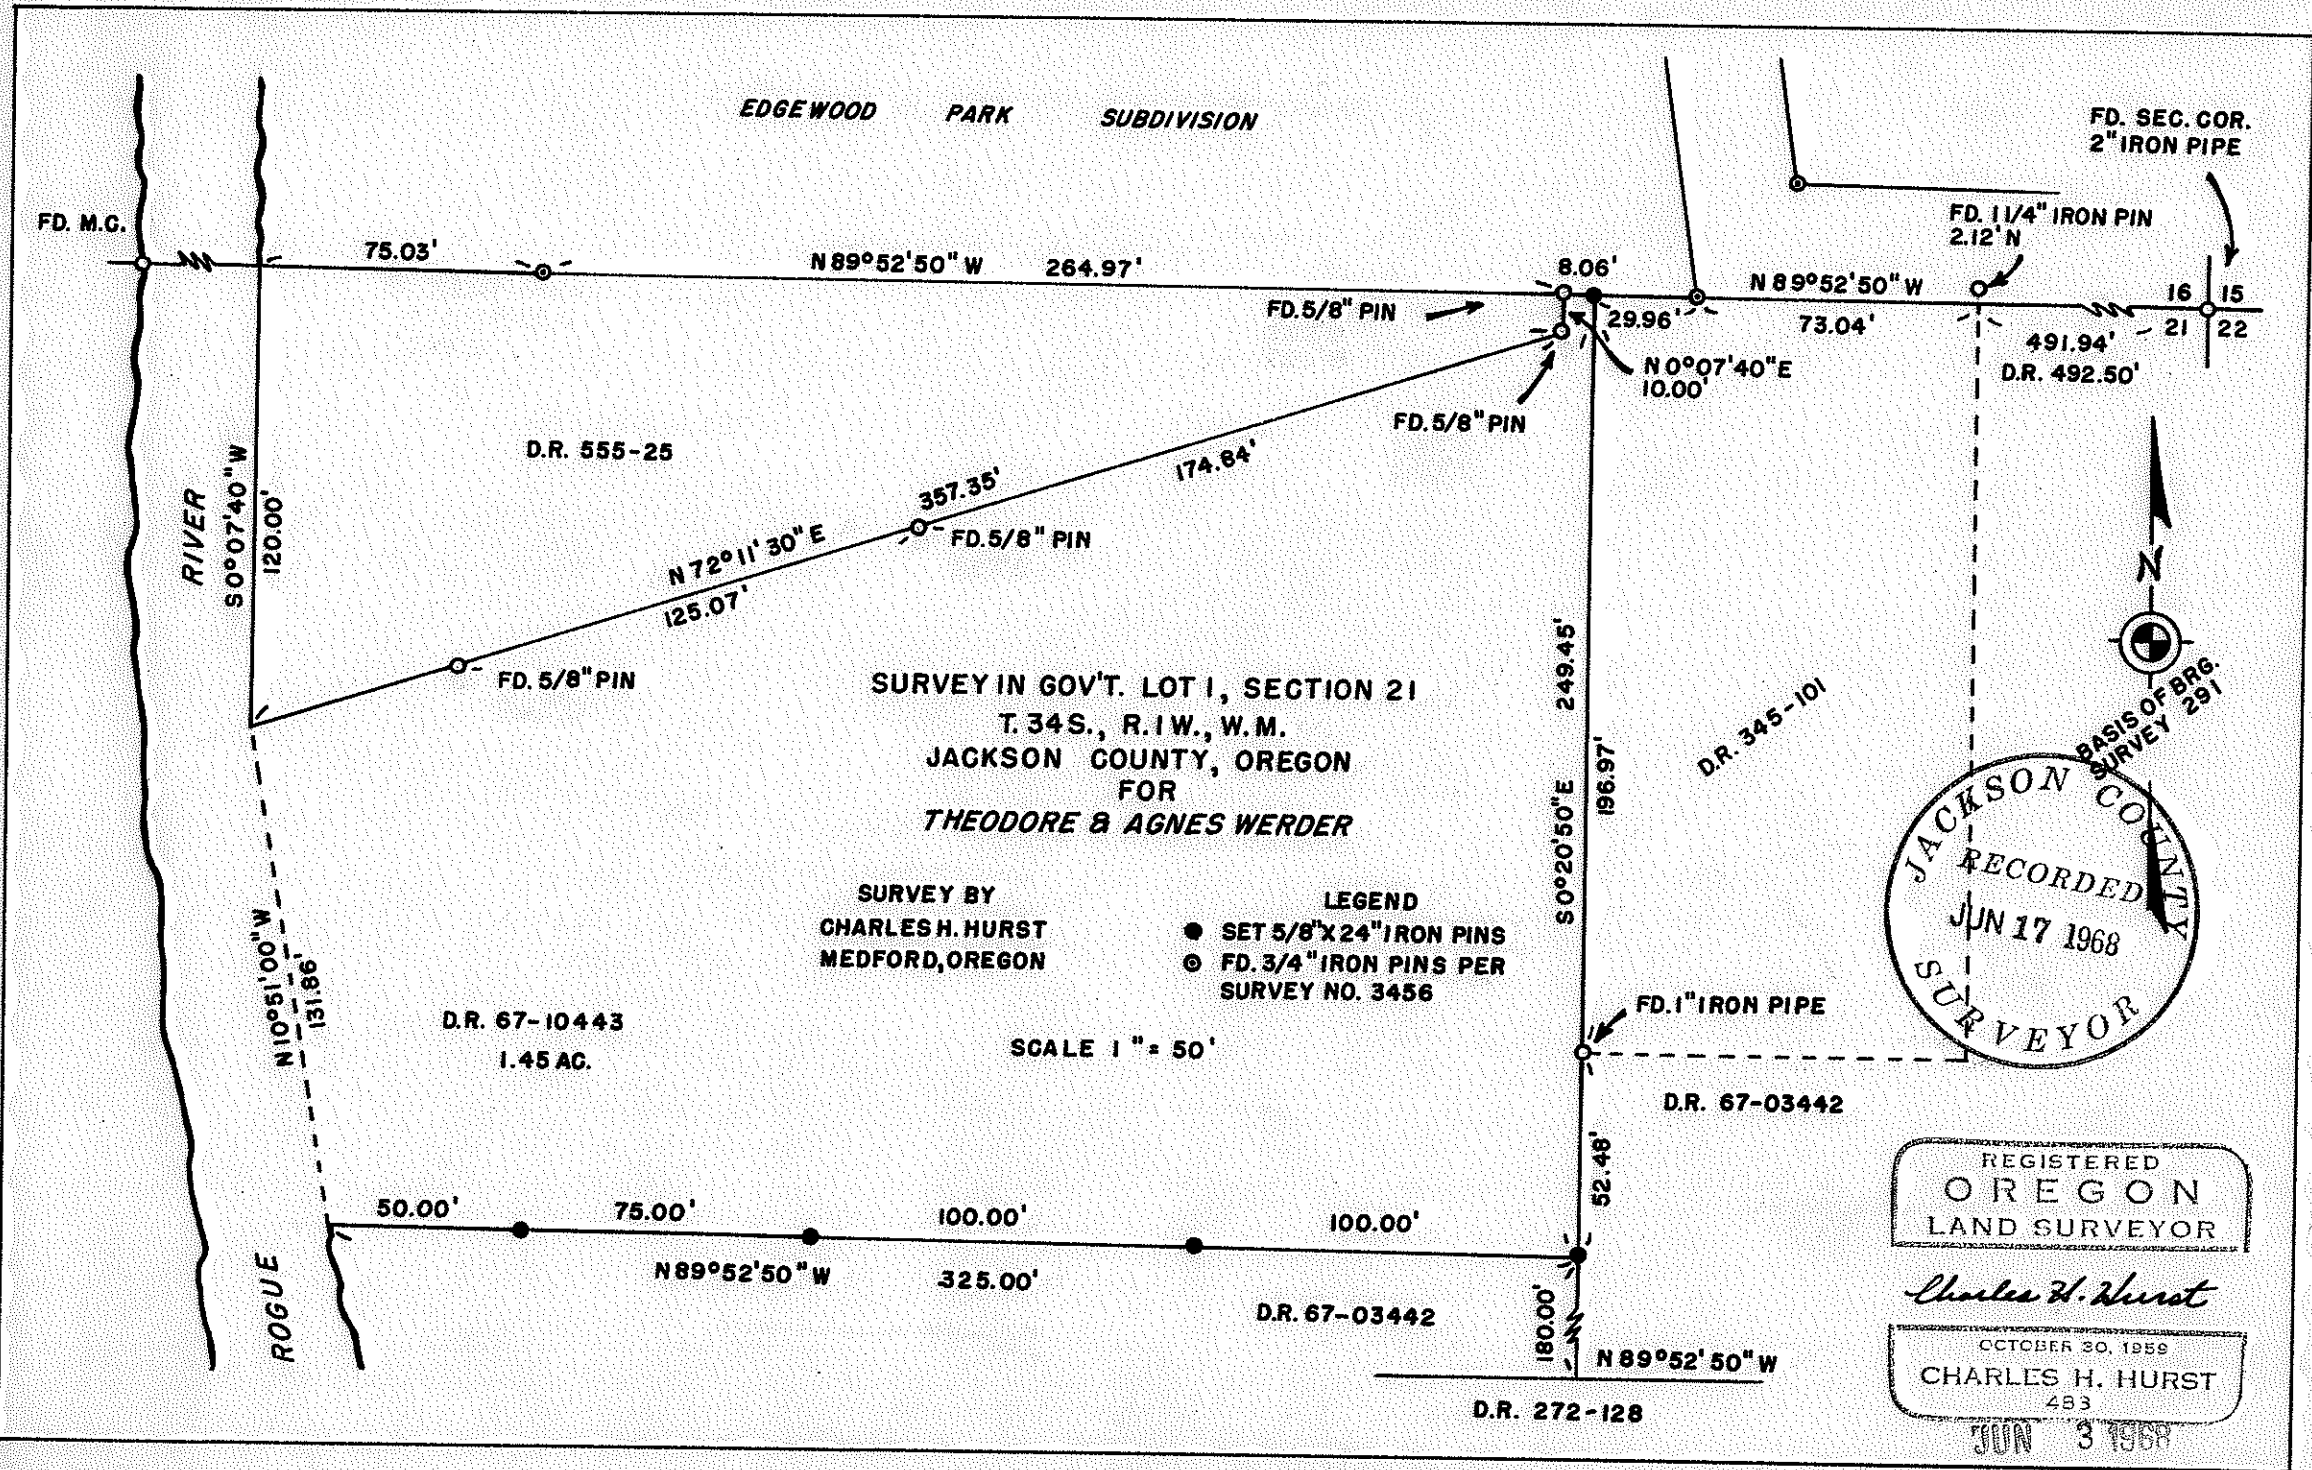 EDGEWOOD PARK SUBDIVISION
FD. SEC. COR.
2" IRON PIPE
FD. M.C.
75.03'
N 89°52'50" W 264.97'
8.06'
FD. 1 1/4" IRON PIN
2.12' N
N 89°52'50" W
73.04'
16 15
21 22
FD. 5/8" PIN
29.96'
491.94'
D.R. 492.50'
N 0°07'40" E
10.00'
FD. 5/8" PIN
D.R. 555-25
RIVER
S 0°07'40" W
120.00'
357.35'
174.84'
N 72°11'30" E
125.07'
FD. 5/8" PIN
FD. 5/8" PIN
N
BASIS OF BRG.
SURVEY 291
SURVEY IN GOV'T. LOT 1, SECTION 21
T. 34 S., R. 1 W., W. M.
JACKSON COUNTY, OREGON
FOR
THEODORE & AGNES WERDER
S 0°20'50" E 249.45'
196.97'
D.R. 345-101
SURVEY BY
CHARLES H. HURST
MEDFORD, OREGON
LEGEND
SET 5/8" X 24" IRON PINS
FD. 3/4" IRON PINS PER
SURVEY NO. 3456
SCALE 1" = 50'
JACKSON COUNTY
RECORDED
JUN 17 1968
SURVEYOR
N 10°51'00" W
131.86'
D.R. 67-10443
1.45 AC.
FD. 1" IRON PIPE
D.R. 67-03442
52.48'
50.00' 75.00' 100.00' 100.00'
N 89°52'50" W 325.00'
ROGUE
D.R. 67-03442
180.00'
N 89°52'50" W
D.R. 272-128
REGISTERED
OREGON
LAND SURVEYOR
Charles H. Hurst
OCTOBER 30, 1959
CHARLES H. HURST
483
JUN 3 1968